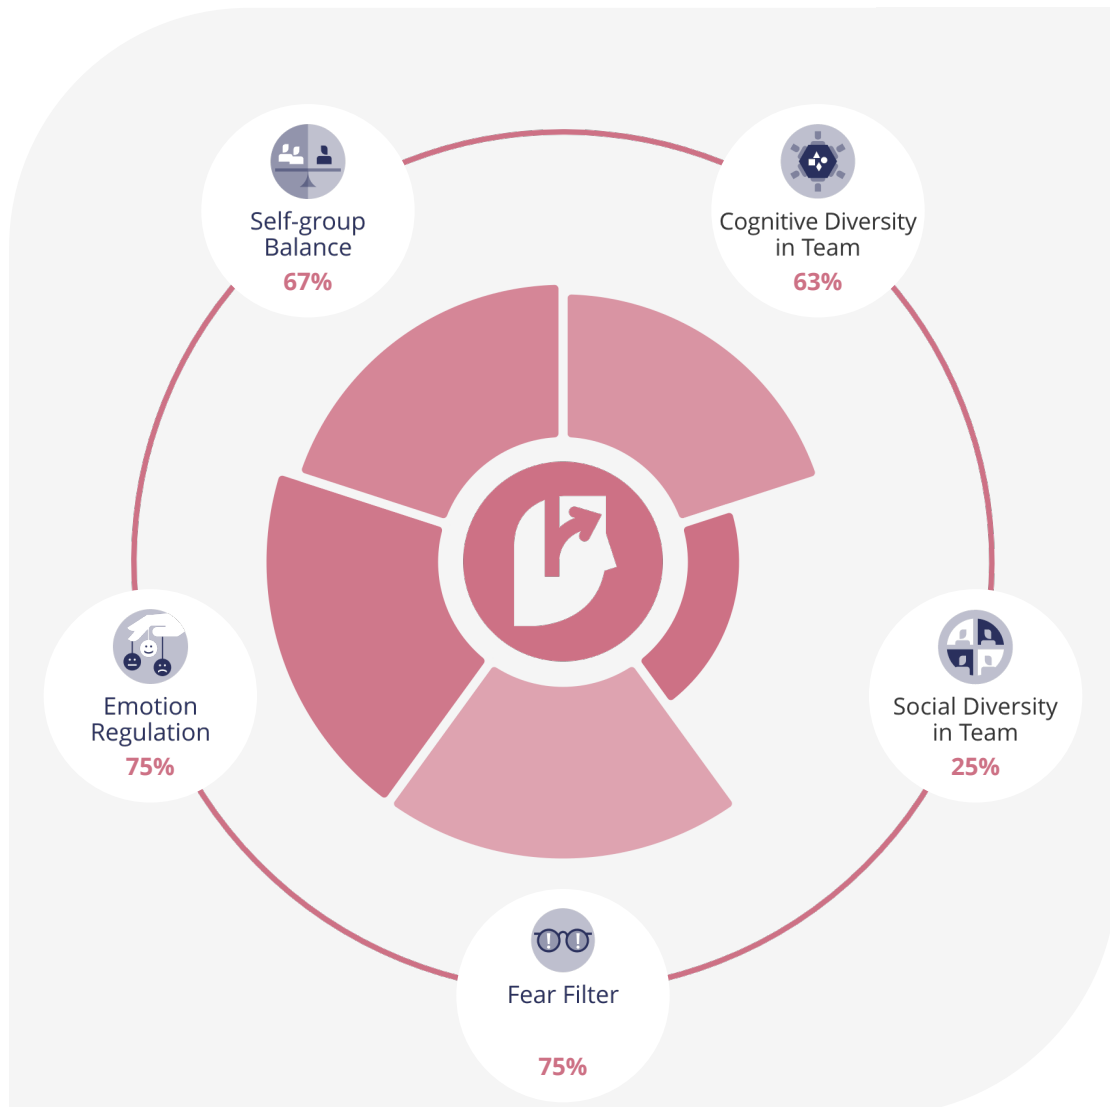 Self-group
Balance
67%
Cognitive Diversity
in Team
63%
Emotion
Regulation
75%
Social Diversity
in Team
25%
Fear Filter
75%